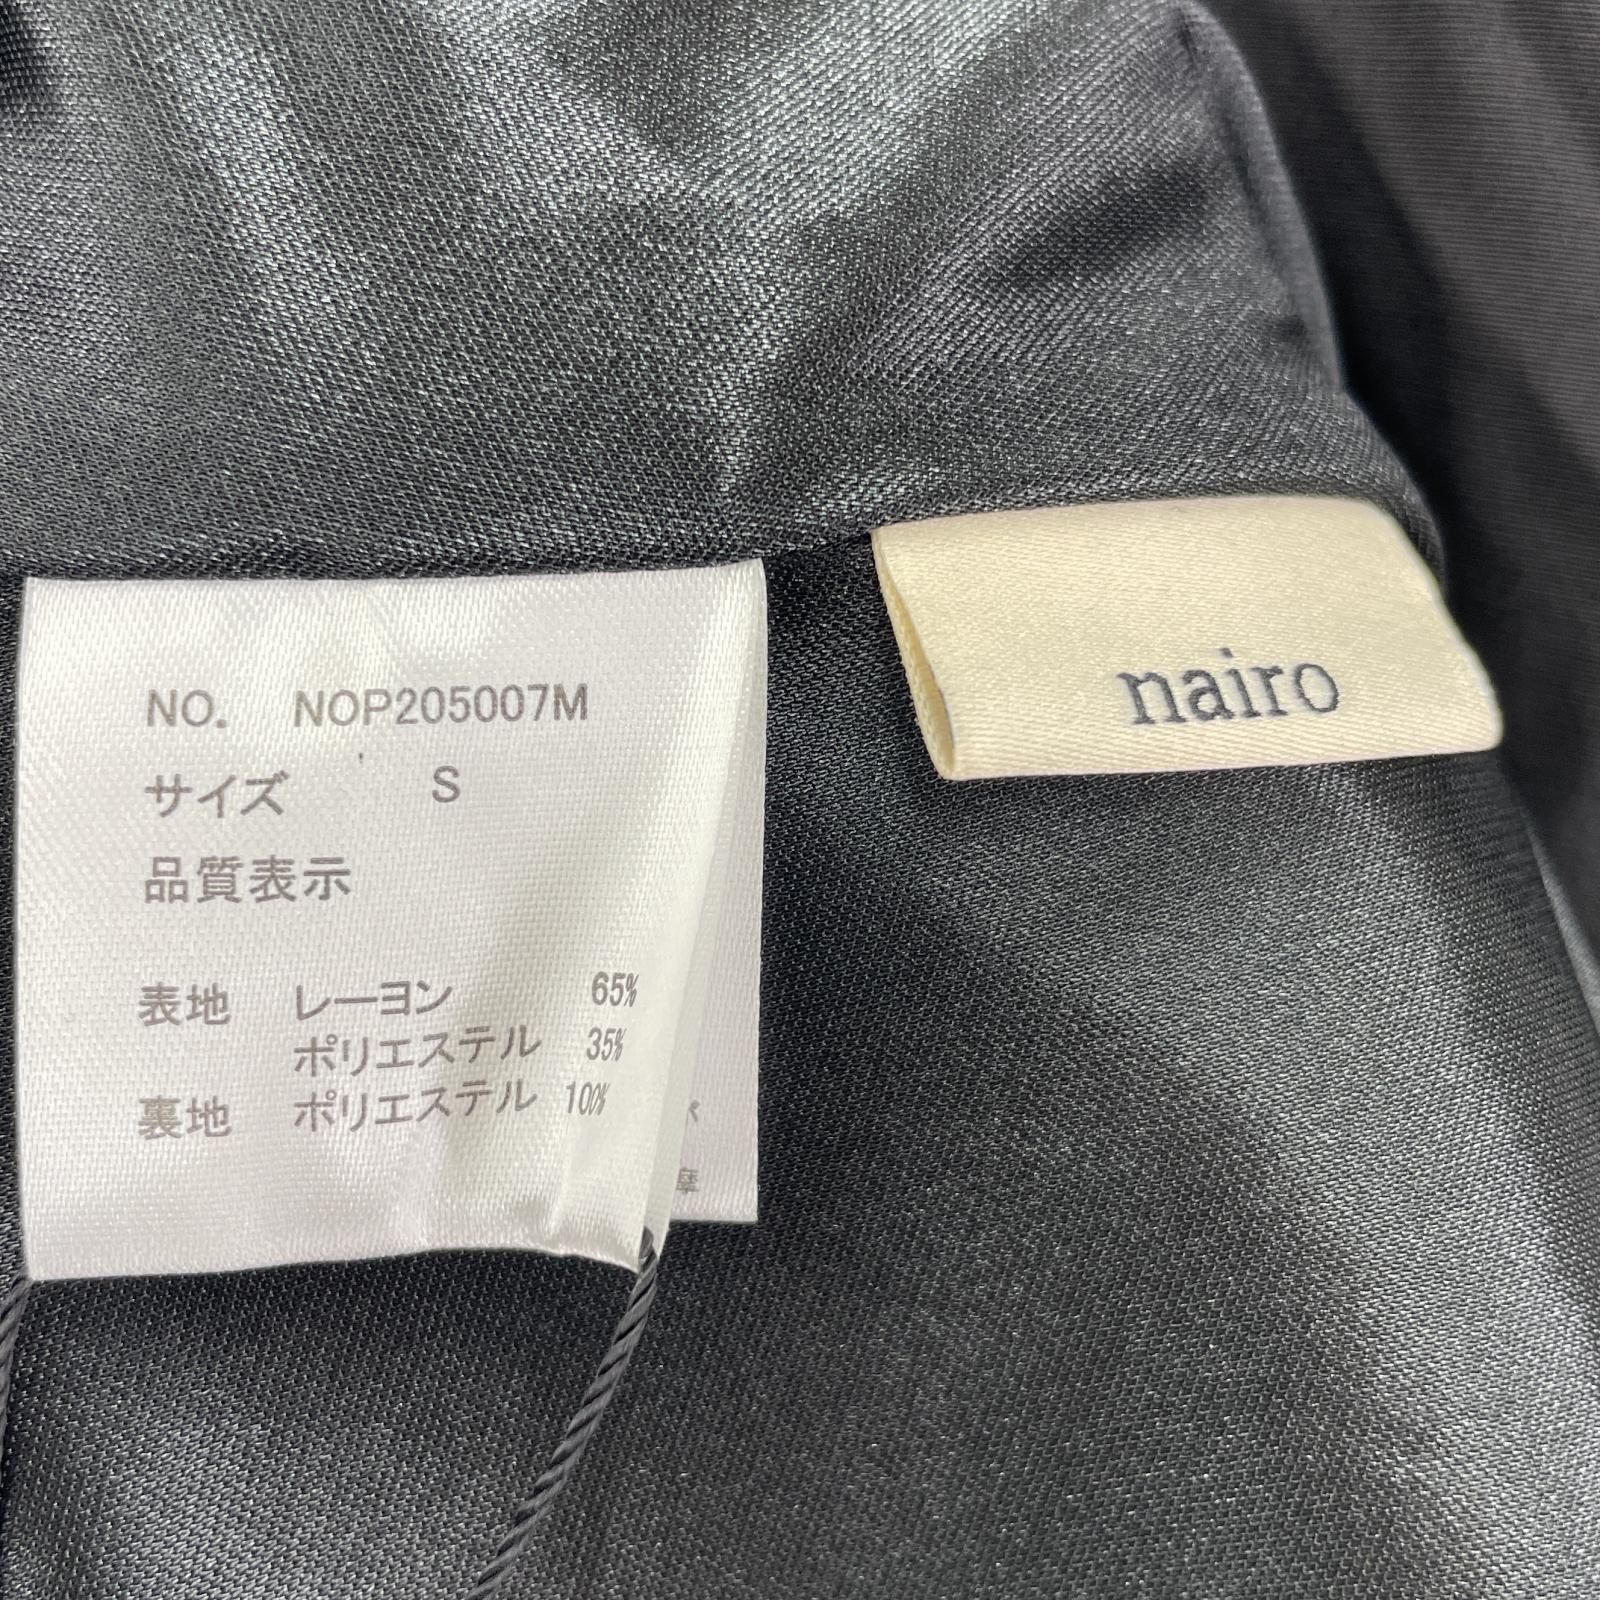 NO. NOP205007M
サイズ S
品質表示
表地 レーヨン 65%
ポリエステル 35%
裏地 ポリエステル 100%
nairo